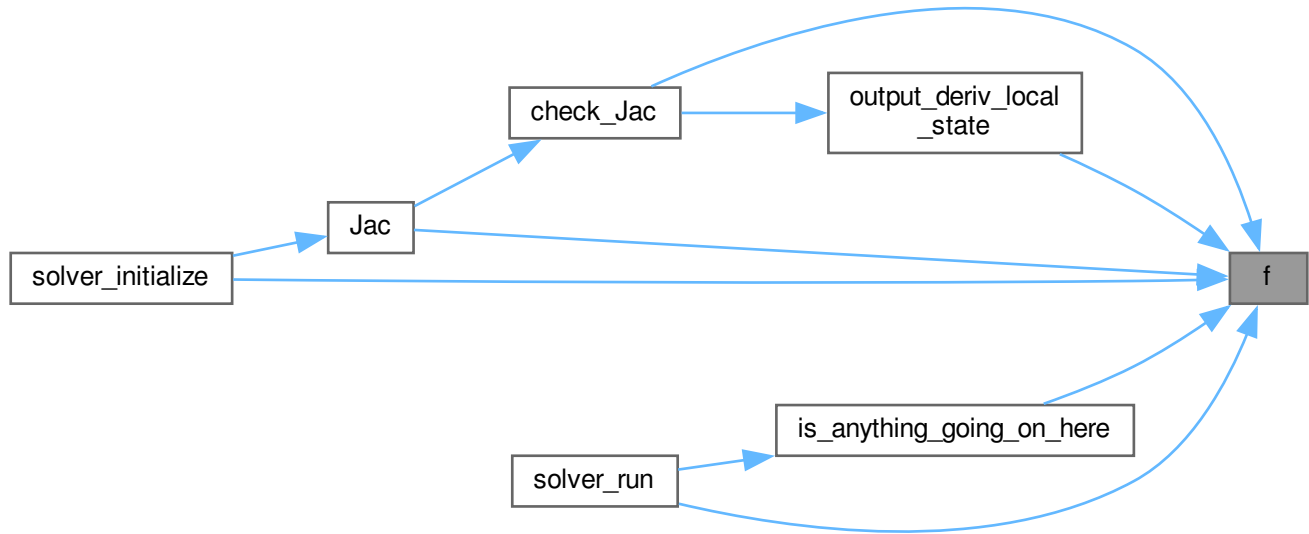 output_deriv_local
_state
check_Jac
Jac
solver_initialize
f
is_anything_going_on_here
solver_run